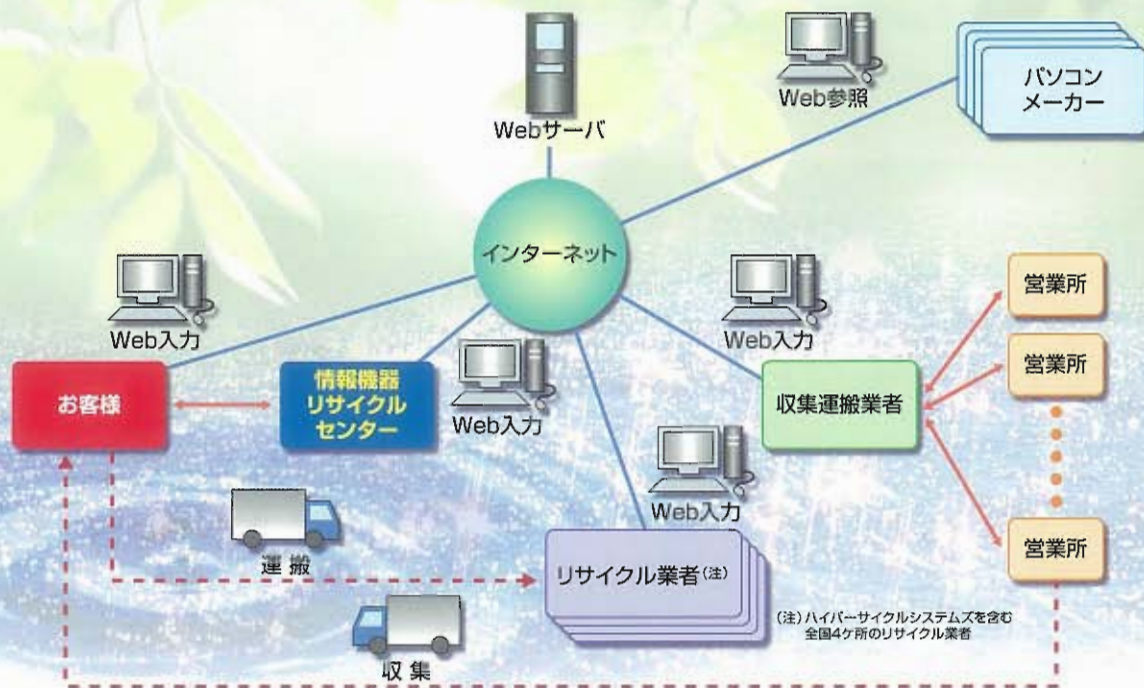 Webサーバ
Web参照
パソコン
メーカー
インターネット
Web入力
Web入力
営業所
お客様
情報機器
リサイクル
センター
Web入力
収集運搬業者
営業所
Web入力
運搬
リサイクル業者(注)
営業所
収集
(注)ハイパーサイクルシステムズを含む
全国4ケ所のリサイクル業者